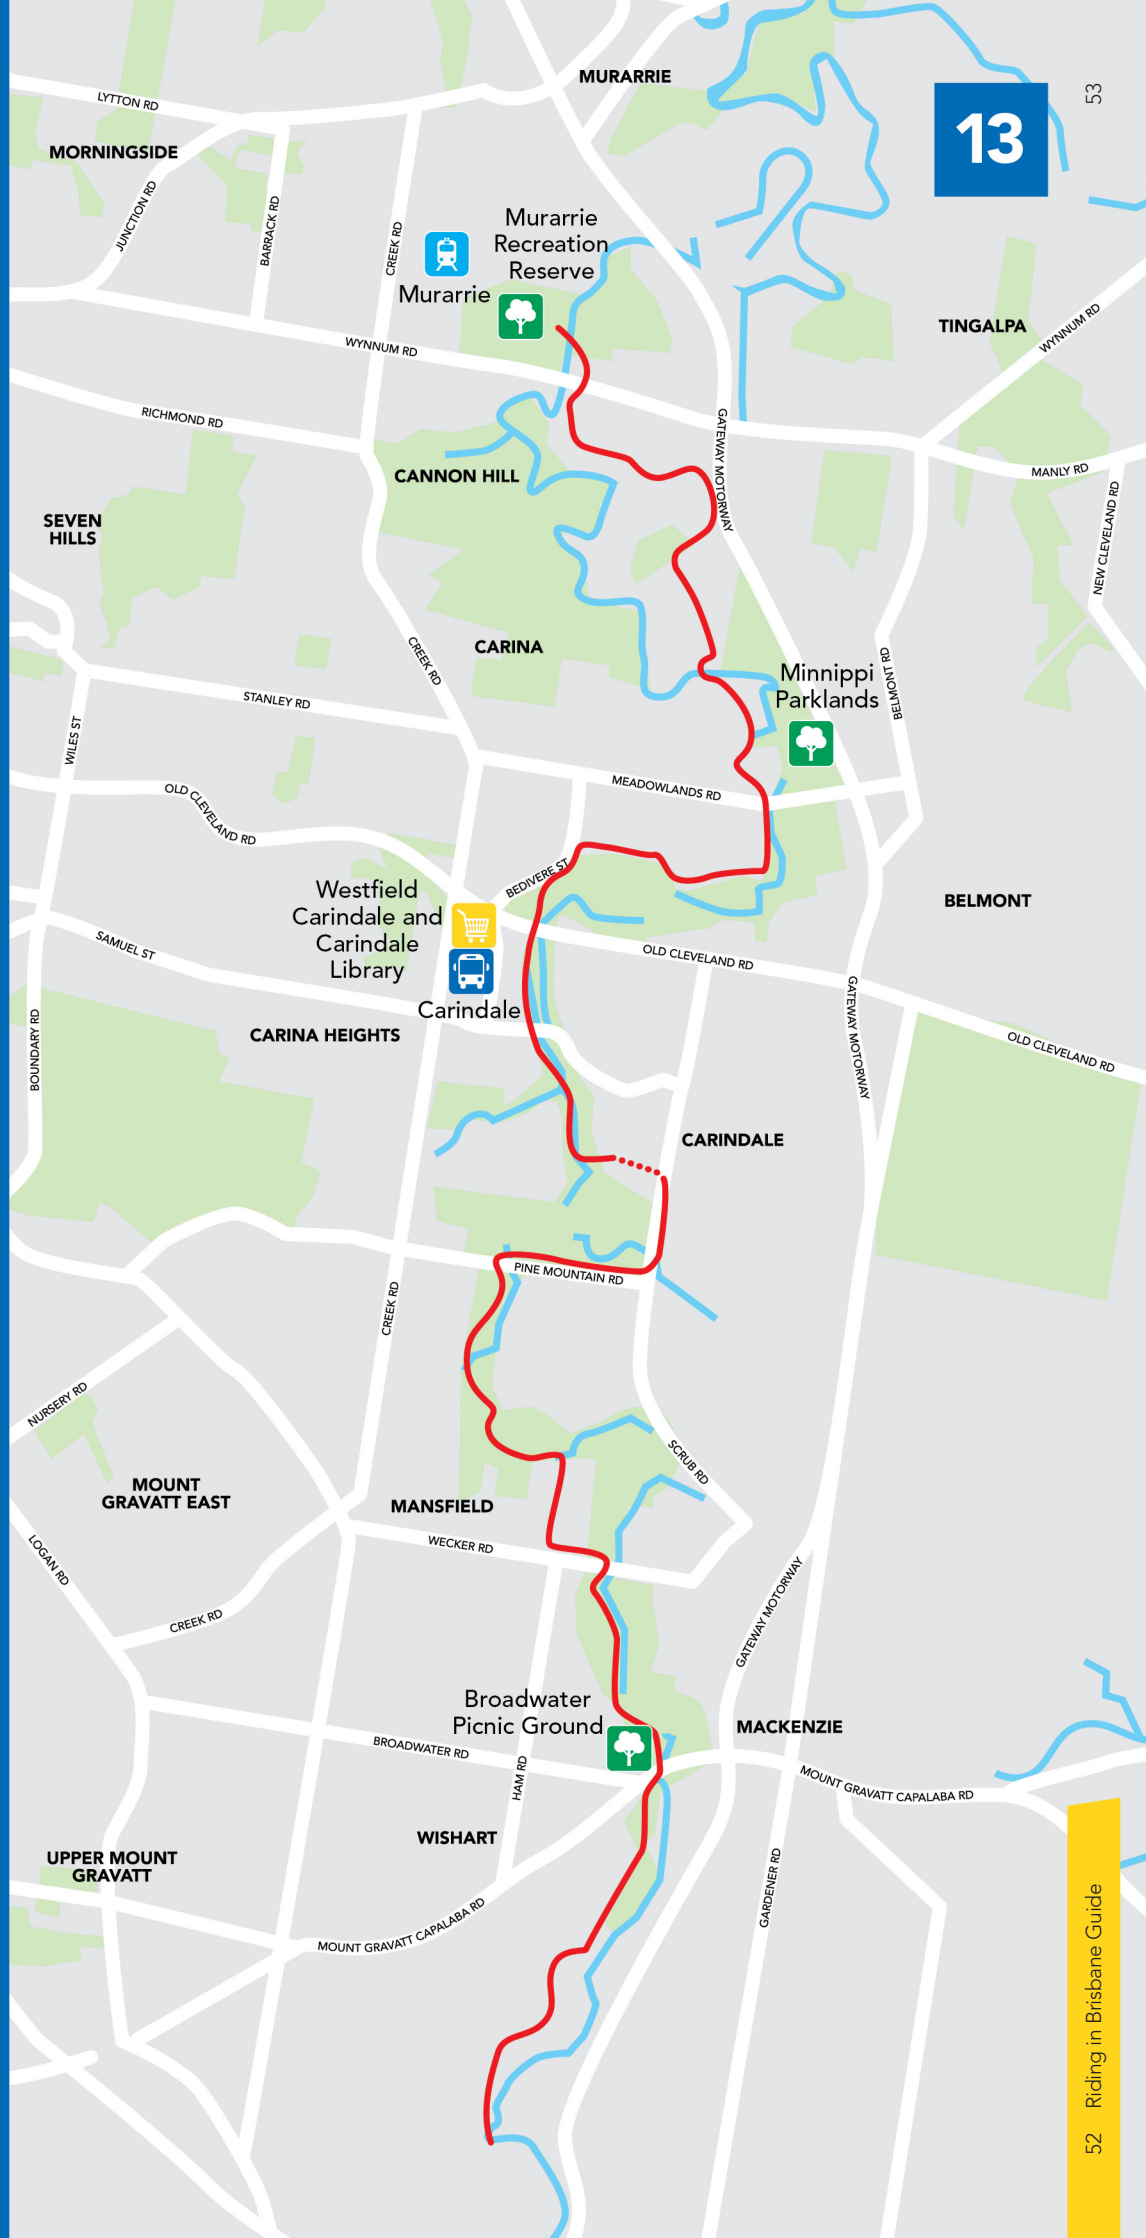 MURARRIE
53
13
LYTTON RD
MORNINGSIDE
JUNCTION RD
BARRACK RD
CREEK RD
Murarrie
Recreation
Reserve
Murarrie
TINGALPA
WYNNUM RD
WYNNUM RD
RICHMOND RD
GATEWAY MOTORWAY
MANLY RD
NEW CLEVELAND RD
CANNON HILL
SEVEN
HILLS
CARINA
CREEK RD
BELMONT RD
Minnippi
Parklands
STANLEY RD
WILES ST
MEADOWLANDS RD
OLD CLEVELAND RD
BEDIVERE ST
Westfield
Carindale and
Carindale
Library
BELMONT
SAMUEL ST
OLD CLEVELAND RD
Carindale
GATEWAY MOTORWAY
CARINA HEIGHTS
BOUNDARY RD
OLD CLEVELAND RD
CARINDALE
PINE MOUNTAIN RD
CREEK RD
NURSERY RD
SCRUB RD
MOUNT
GRAVATT EAST
MANSFIELD
WECKER RD
LOGAN RD
CREEK RD
GATEWAY MOTORWAY
Broadwater
Picnic Ground
MACKENZIE
BROADWATER RD
HAM RD
MOUNT GRAVATT CAPALABA RD
WISHART
UPPER MOUNT
GRAVATT
GARDENER RD
MOUNT GRAVATT CAPALABA RD
52 Riding in Brisbane Guide